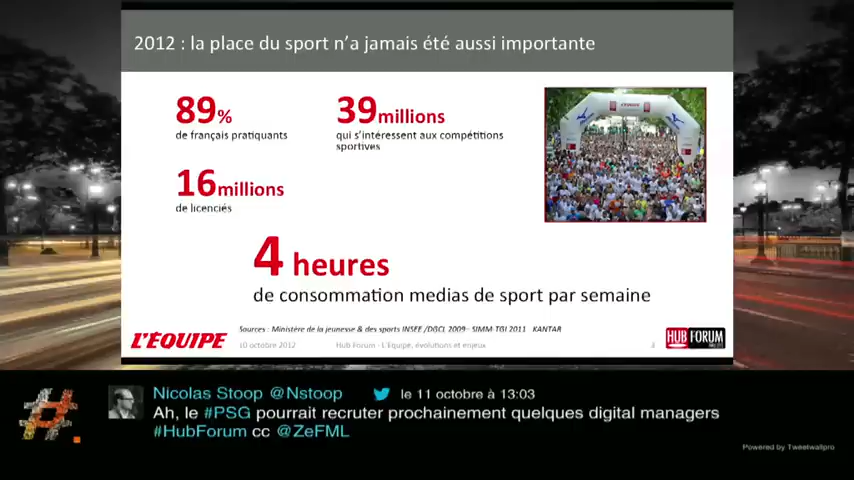 2012 : la place du sport n'a jamais été aussi importante
89%
de français pratiquants
39millions
qui s'intéressent aux compétitions
sportives
16millions
de licenciés
4 heures
de consommation medias de sport par semaine
L'ÉQUIPE
Sources : Ministère de la jeunesse & des sports INSEE /DGCL 2009– SIMM-TGI 2011 KANTAR
10 octobre 2012
Hub Forum - L'Equipe, évolutions et enjeux
HUB FORUM
Nicolas Stoop @Nstoop
le 11 octobre à 13:03
Ah, le #PSG pourrait recruter prochainement quelques digital managers
#HubForum cc @ZeFML
Powered by Tweetwallpro